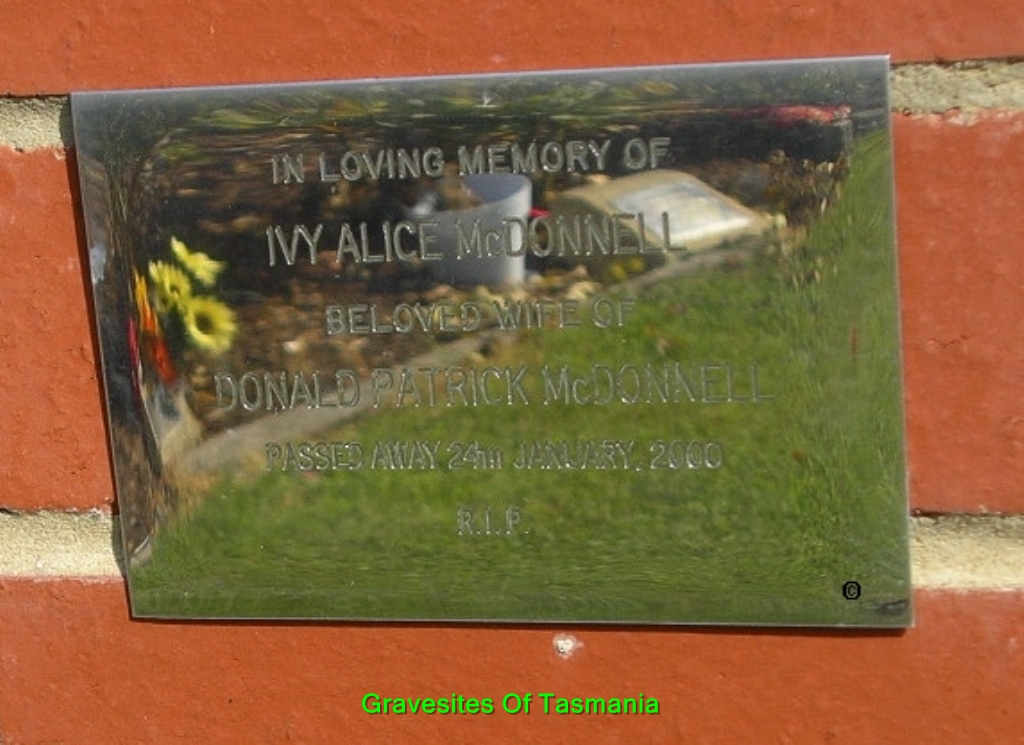 IN LOVING MEMORY OF
IVY ALICE McDONNELL
BELOVED WIFE OF
DONALD PATRICK McDONNELL
PASSED AWAY 24TH JANUARY, 2000
R.I.P.
©
Gravesites Of Tasmania